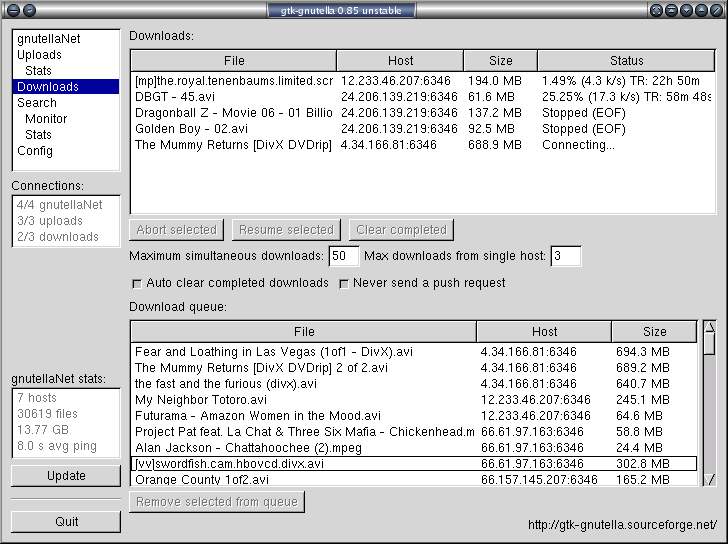 gtk-gnutella 0.85 unstable
gnutellaNet
Uploads
Stats
Downloads
Search
Monitor
Stats
Config
Connections:
4/4 gnutellaNet
3/3 uploads
2/3 downloads
gnutellaNet stats:
7 hosts
30619 files
13.77 GB
8.0 s avg ping
Update
Quit
Downloads:
File Host Size Status
[mp]the.royal.tenenbaums.limited.scr 12.233.46.207:6346 194.0 MB 1.49% (4.3 k/s) TR: 22h 50m
DBGT - 45.avi 24.206.139.219:6346 61.6 MB 25.25% (17.3 k/s) TR: 58m 48s
Dragonball Z - Movie 06 - 01 Billio 24.206.139.219:6346 137.2 MB Stopped (EOF)
Golden Boy - 02.avi 24.206.139.219:6346 92.5 MB Stopped (EOF)
The Mummy Returns [DivX DVDrip] 4.34.166.81:6346 688.9 MB Connecting...
Abort selected Resume selected Clear completed
Maximum simultaneous downloads: 50 Max downloads from single host: 3
Auto clear completed downloads Never send a push request
Download queue:
File Host Size
Fear and Loathing in Las Vegas (1of1 - DivX).avi 4.34.166.81:6346 694.3 MB
The Mummy Returns [DivX DVDrip] 2 of 2.avi 4.34.166.81:6346 689.2 MB
the fast and the furious (divx).avi 4.34.166.81:6346 640.7 MB
My Neighbor Totoro.avi 12.233.46.207:6346 245.1 MB
Futurama - Amazon Women in the Mood.avi 12.233.46.207:6346 64.6 MB
Project Pat feat. La Chat & Three Six Mafia - Chickenhead.m 66.61.97.163:6346 58.8 MB
Alan Jackson - Chattahoochee (2).mpeg 66.61.97.163:6346 24.4 MB
[vv]swordfish.cam.hbovcd.divx.avi 66.61.97.163:6346 302.8 MB
Orange County 1of2.avi 66.157.145.207:6346 165.2 MB
Remove selected from queue
http://gtk-gnutella.sourceforge.net/